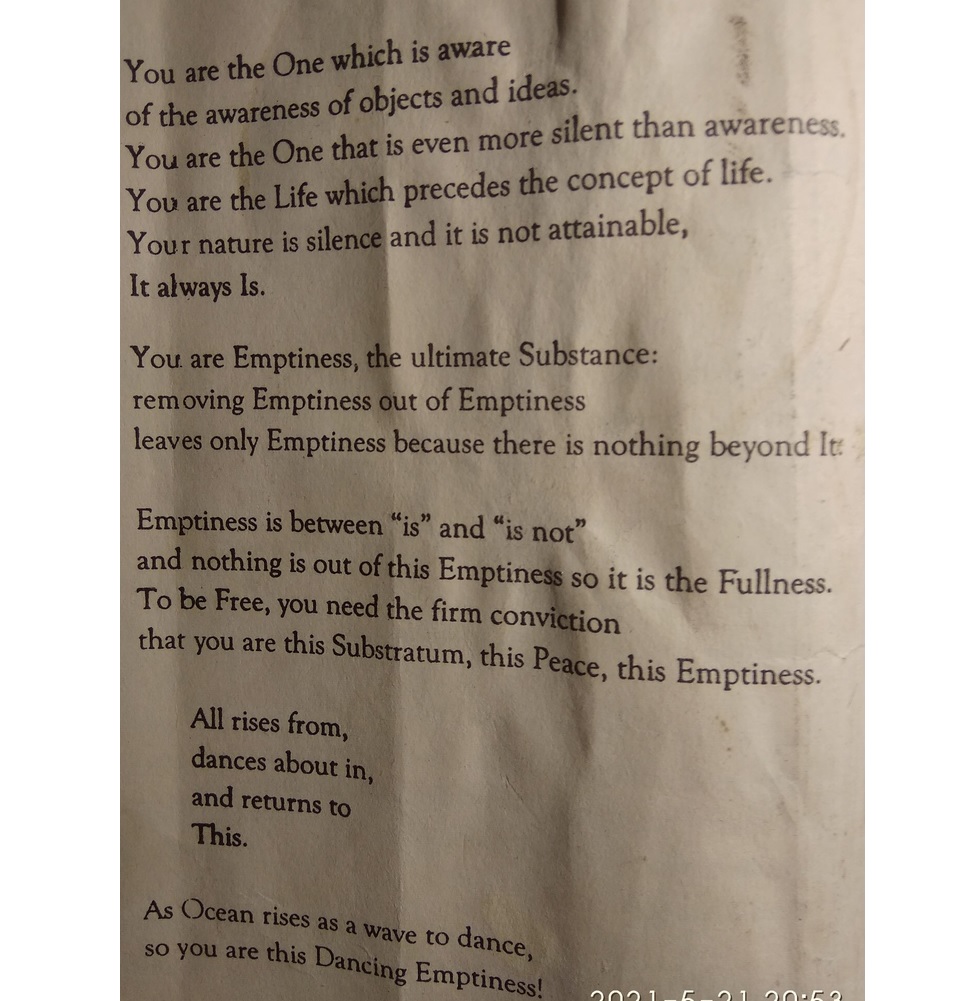 You are the One which is aware
of the awareness of objects and ideas.
You are the One that is even more silent than awareness.
You are the Life which precedes the concept of life.
Your nature is silence and it is not attainable,
It always Is.
You are Emptiness, the ultimate Substance:
removing Emptiness out of Emptiness
leaves only Emptiness because there is nothing beyond It.
Emptiness is between “is” and “is not”
and nothing is out of this Emptiness so it is the Fullness.
To be Free, you need the firm conviction
that you are this Substratum, this Peace, this Emptiness.
All rises from,
dances about in,
and returns to
This.
As Ocean rises as a wave to dance,
so you are this Dancing Emptiness!
2021-5-21 20:53